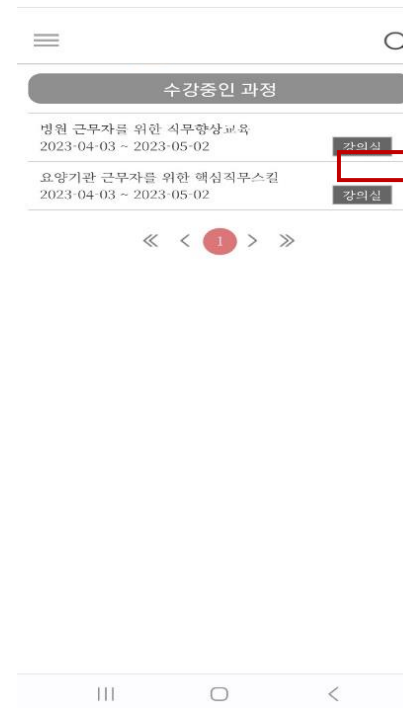 수강중인 과정
병원 근무자를 위한 직무향상교육
2023-04-03 ~ 2023-05-02
강의실
요양기관 근무자를 위한 핵심직무스킬
2023-04-03 ~ 2023-05-02
강의실
≪ < 1 > ≫